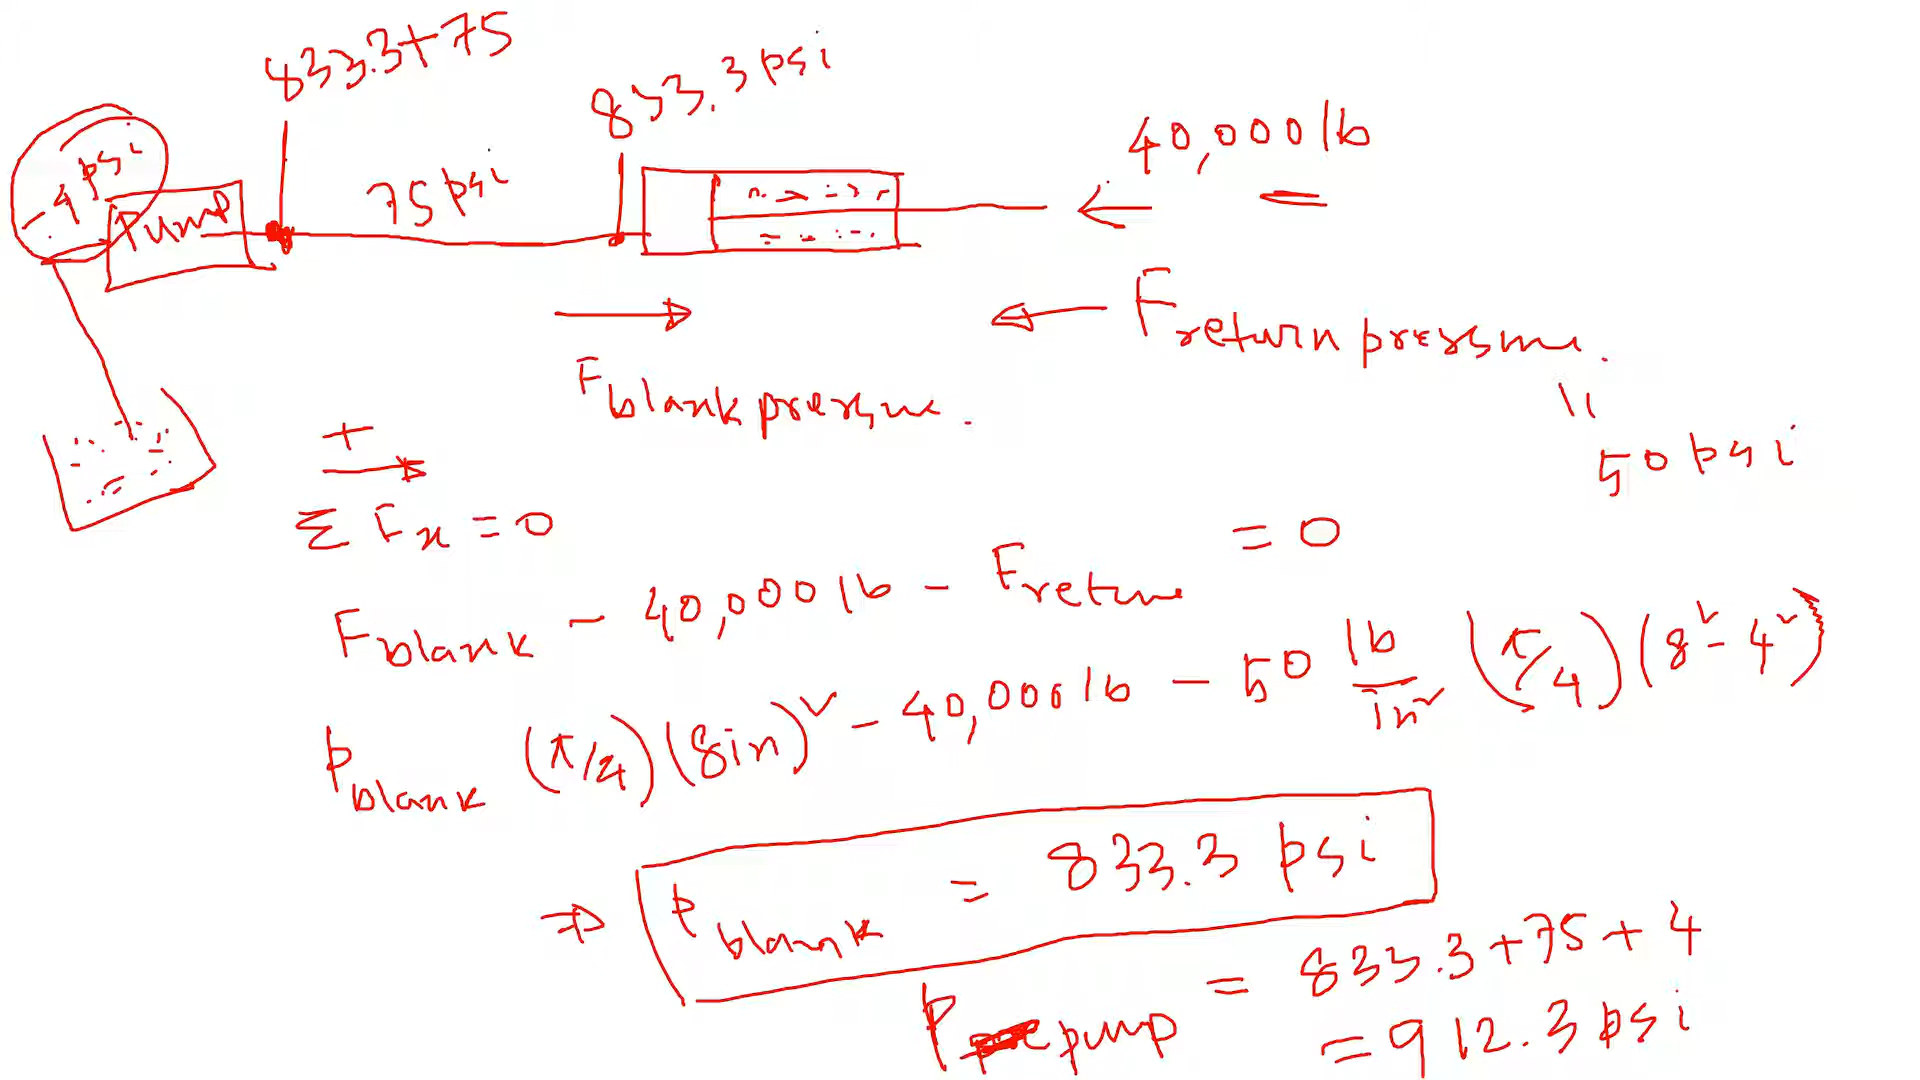 833.3+75
833.3 psi
40,000 lb
-4 psi
Pump
75 psi
F return pressure.
F blank pressure.
=
50 psi
+
Σ Fx = 0
F blank - 40,000 lb - F return = 0
p blank (π/4)(8in)² - 40,000 lb - 50 lb/in² (π/4)(8² - 4²)
⇒ p blank = 833.3 psi
p pump = 833.3+75+4
= 912.3 psi